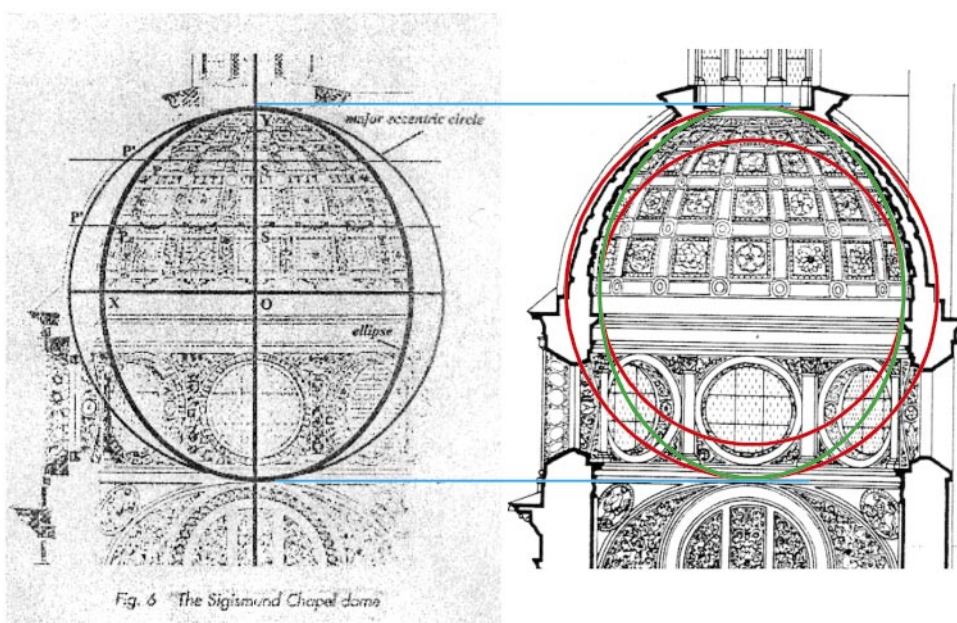 Y
major eccentric circle
P'
P
S
P'
P
S
X
O
ellipse
Fig. 6 "The Sigismund Chapel dome"